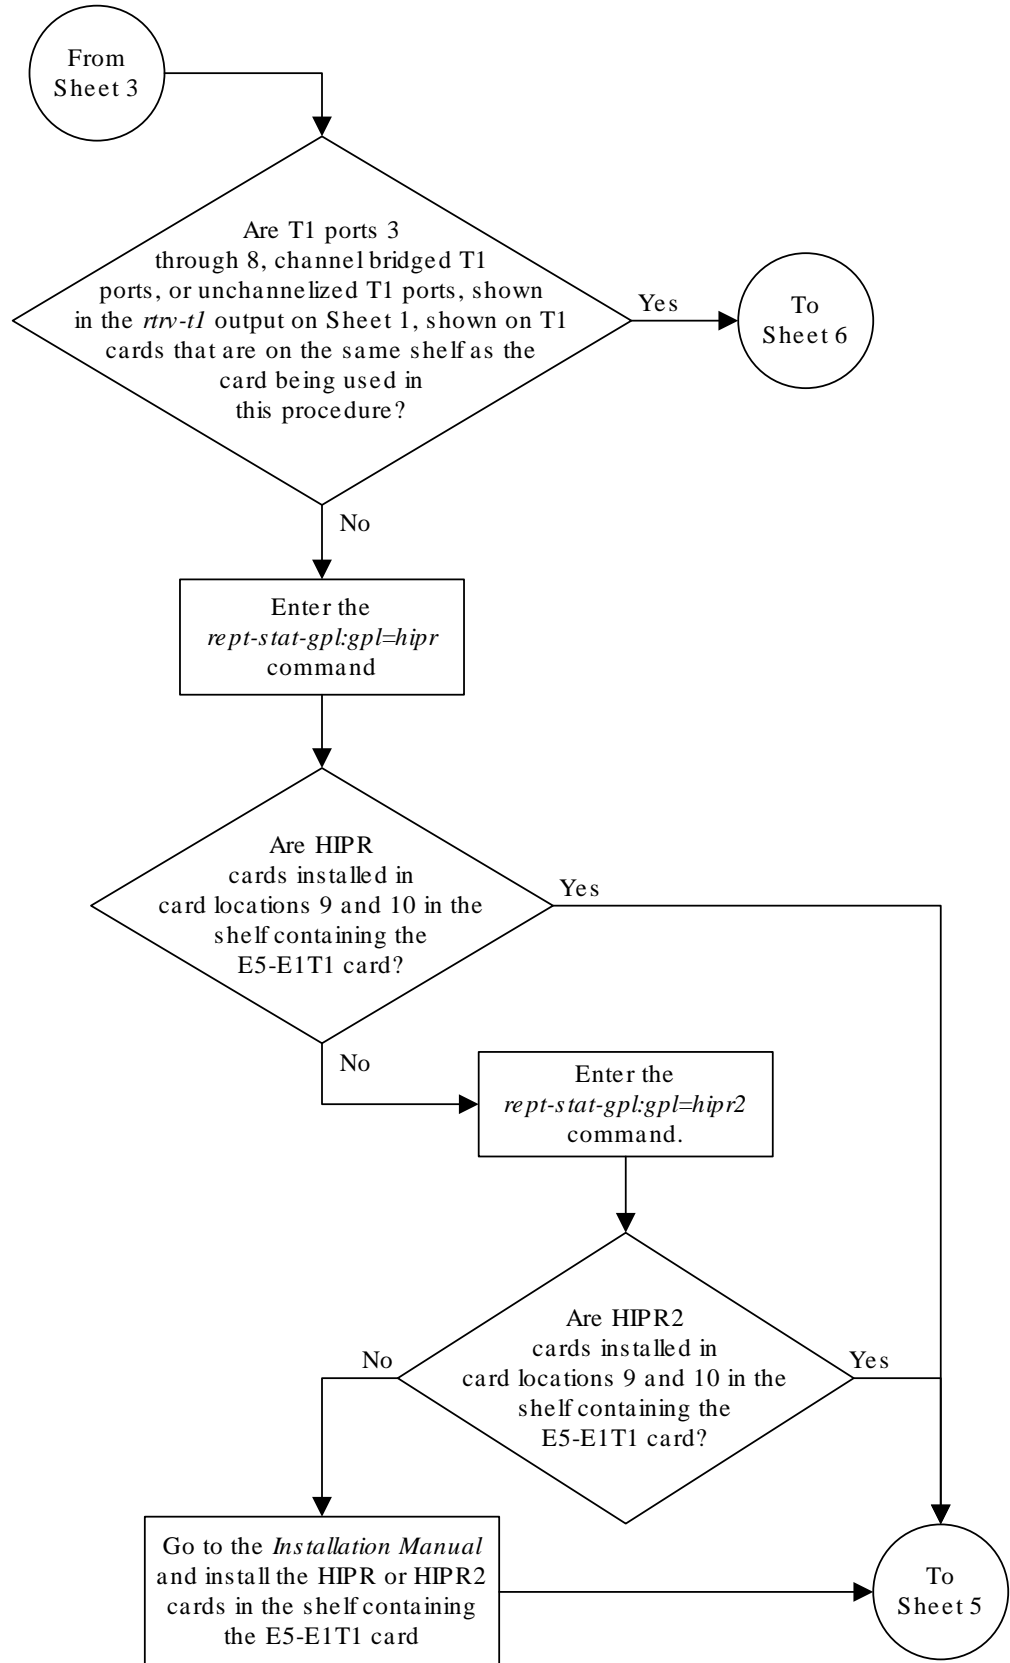 From
Sheet 3
Are T1 ports 3
through 8, channel bridged T1
ports, or unchannelized T1 ports, shown
in the rtrv-t1 output on Sheet 1, shown on T1
cards that are on the same shelf as the
card being used in
this procedure?
Yes
To
Sheet 6
No
Enter the
rept-stat-gpl:gpl=hipr
command
Are HIPR
cards installed in
card locations 9 and 10 in the
shelf containing the
E5-E1T1 card?
Yes
No
Enter the
rept-stat-gpl:gpl=hipr2
command.
Are HIPR2
cards installed in
card locations 9 and 10 in the
shelf containing the
E5-E1T1 card?
No
Yes
Go to the Installation Manual
and install the HIPR or HIPR2
cards in the shelf containing
the E5-E1T1 card
To
Sheet 5